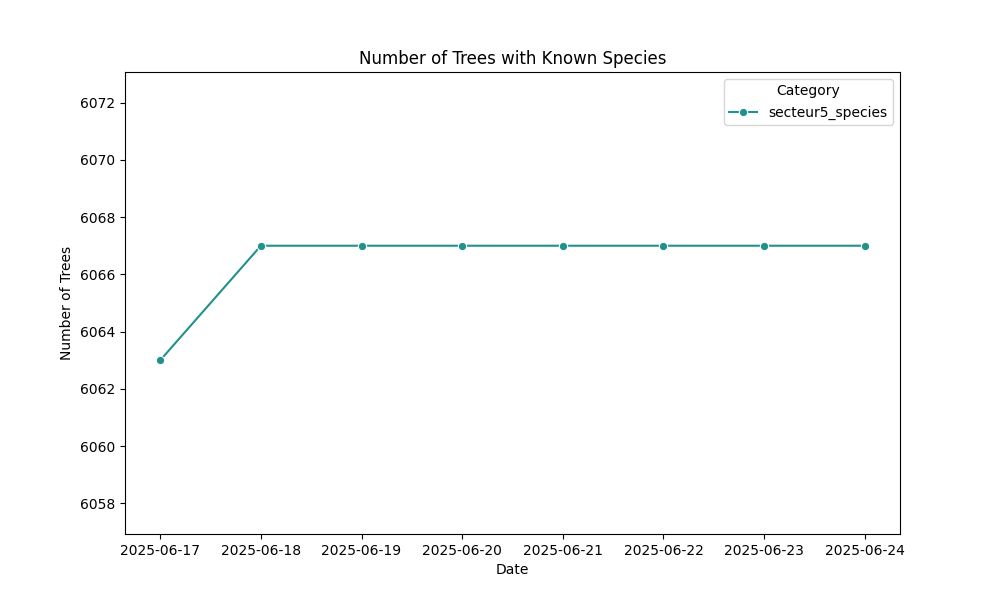 Number of Trees with Known Species
Category
secteur5_species
6072
6070
6068
6066
6064
6062
6060
6058
Number of Trees
2025-06-17 2025-06-18 2025-06-19 2025-06-20 2025-06-21 2025-06-22 2025-06-23 2025-06-24
Date